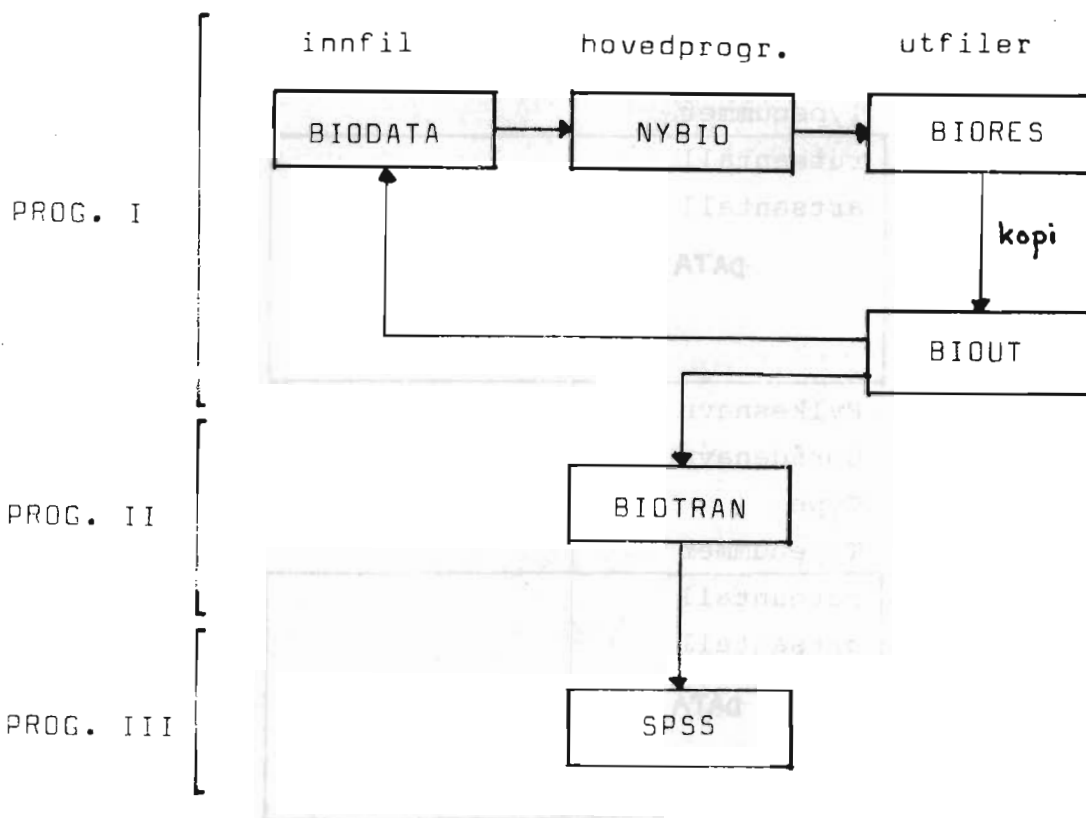 innfil hovedprogr. utfiler
BIODATA NYBIO BIORES
PROG. I
kopi
BIOUT
PROG. II
BIOTRAN
PROG. III
SPSS